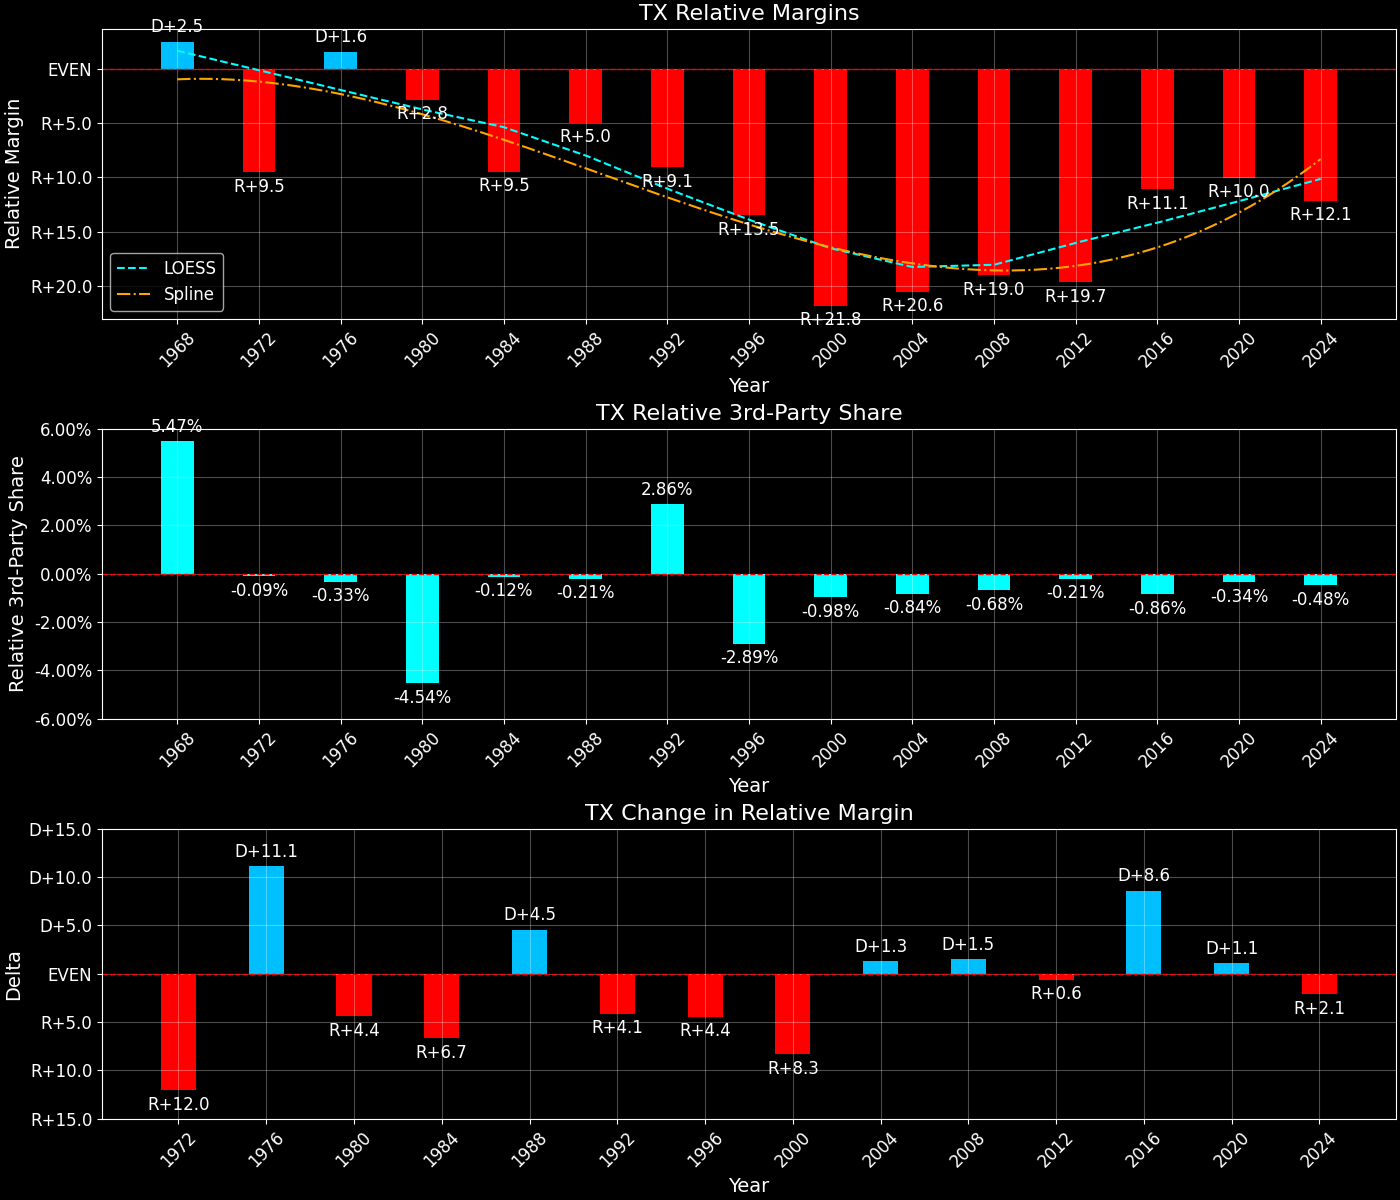 TX Relative Margins
D+2.5
D+1.6
R+9.5
R+2.8
R+9.5
R+5.0
R+9.1
R+13.5
R+21.8
R+20.6
R+19.0
R+19.7
R+11.1
R+10.0
R+12.1
EVEN
R+5.0
R+10.0
R+15.0
R+20.0
Relative Margin
LOESS
Spline
1968
1972
1976
1980
1984
1988
1992
1996
2000
2004
2008
2012
2016
2020
2024
Year
TX Relative 3rd-Party Share
6.00%
4.00%
2.00%
0.00%
-2.00%
-4.00%
-6.00%
Relative 3rd-Party Share
5.47%
-0.09%
-0.33%
-4.54%
-0.12%
-0.21%
2.86%
-2.89%
-0.98%
-0.84%
-0.68%
-0.21%
-0.86%
-0.34%
-0.48%
1968
1972
1976
1980
1984
1988
1992
1996
2000
2004
2008
2012
2016
2020
2024
Year
TX Change in Relative Margin
D+15.0
D+10.0
D+5.0
EVEN
R+5.0
R+10.0
R+15.0
Delta
R+12.0
D+11.1
R+4.4
R+6.7
D+4.5
R+4.1
R+4.4
R+8.3
D+1.3
D+1.5
R+0.6
D+8.6
D+1.1
R+2.1
1972
1976
1980
1984
1988
1992
1996
2000
2004
2008
2012
2016
2020
2024
Year